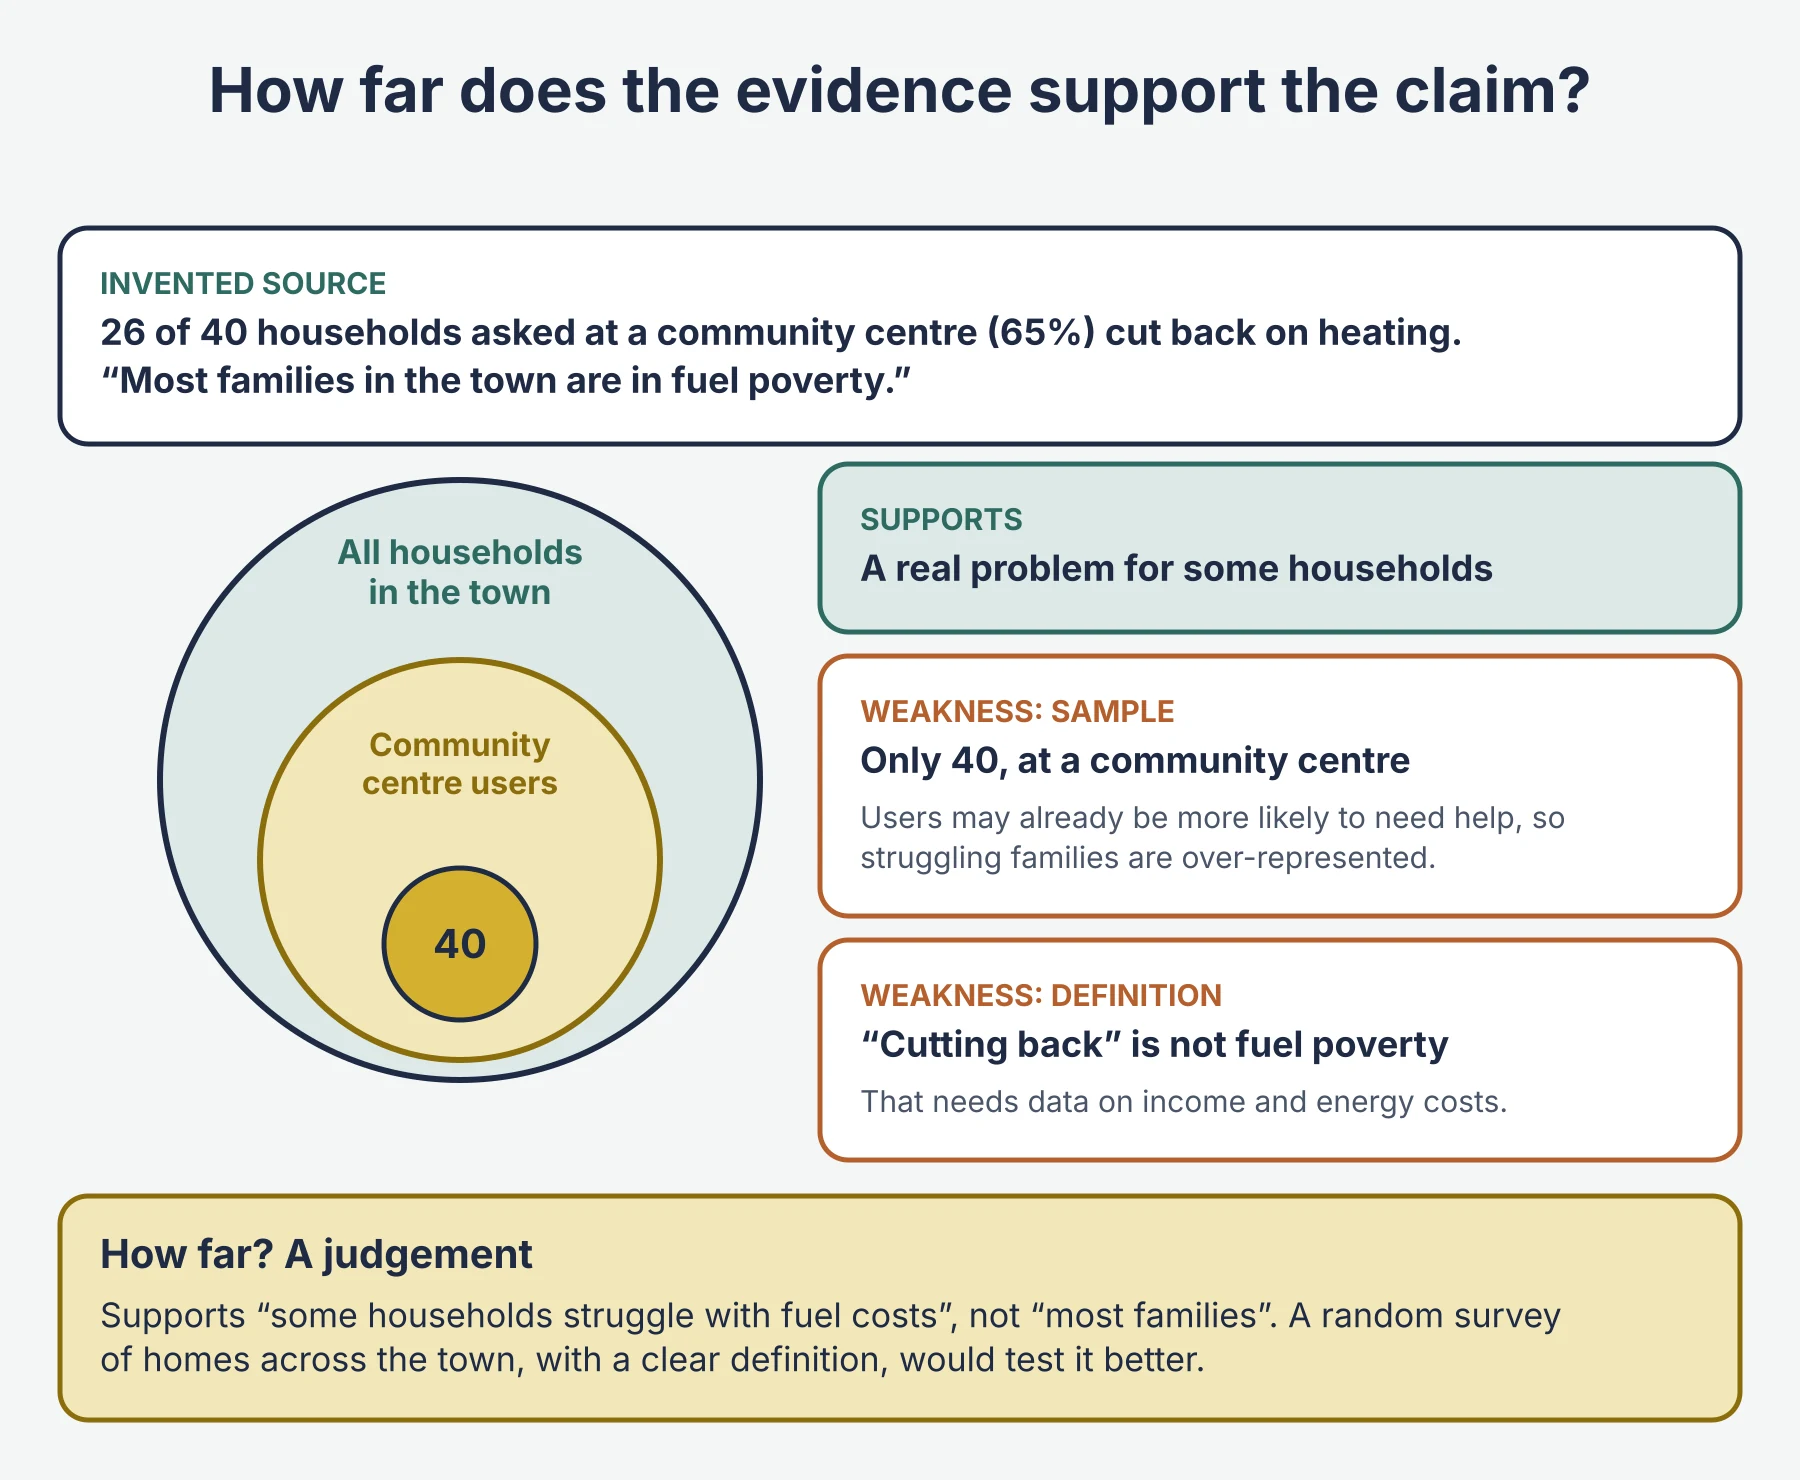 How far does the evidence support the claim?
INVENTED SOURCE
26 of 40 households asked at a community centre (65%) cut back on heating.
“Most families in the town are in fuel poverty.”
All households
in the town
Community
centre users
40
SUPPORTS
A real problem for some households
WEAKNESS: SAMPLE
Only 40, at a community centre
Users may already be more likely to need help, so
struggling families are over-represented.
WEAKNESS: DEFINITION
“Cutting back” is not fuel poverty
That needs data on income and energy costs.
How far? A judgement
Supports “some households struggle with fuel costs”, not “most families”. A random survey
of homes across the town, with a clear definition, would test it better.